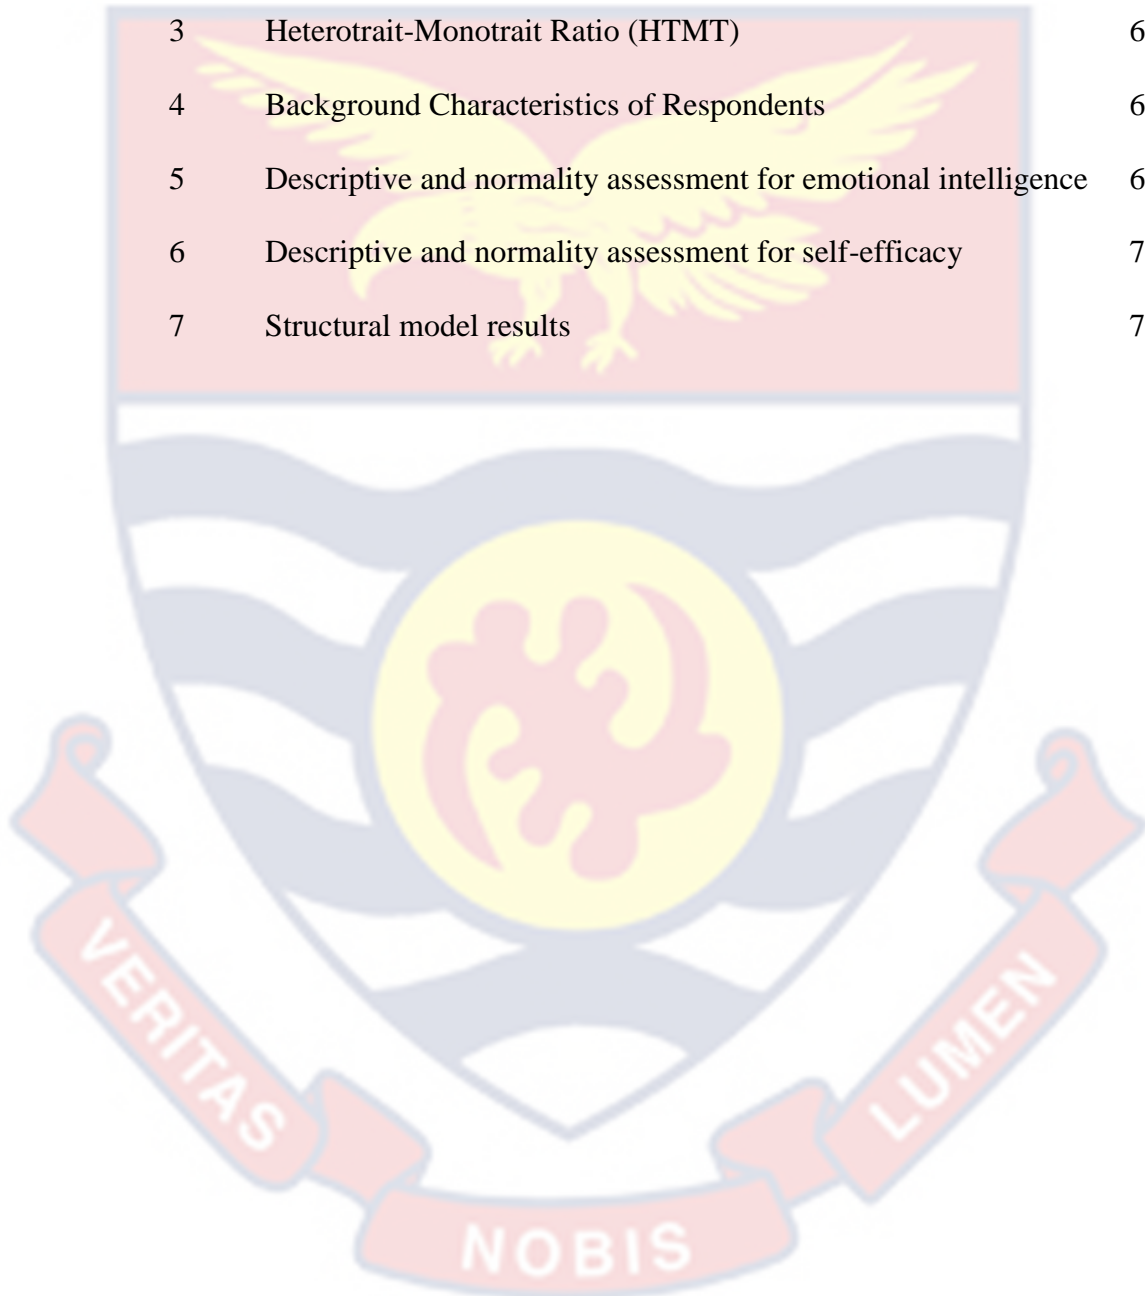 3 Heterotrait-Monotrait Ratio (HTMT) 6
4 Background Characteristics of Respondents 6
5 Descriptive and normality assessment for emotional intelligence 6
6 Descriptive and normality assessment for self-efficacy 7
7 Structural model results 7
VERITAS
NOBIS
LUMEN